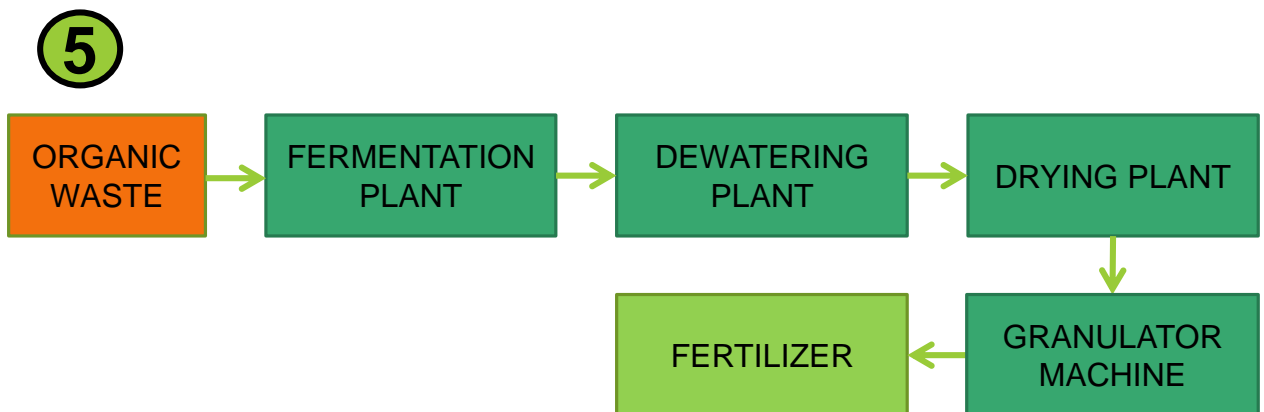 5
ORGANIC
WASTE
FERMENTATION
PLANT
DEWATERING
PLANT
DRYING PLANT
FERTILIZER
GRANULATOR
MACHINE